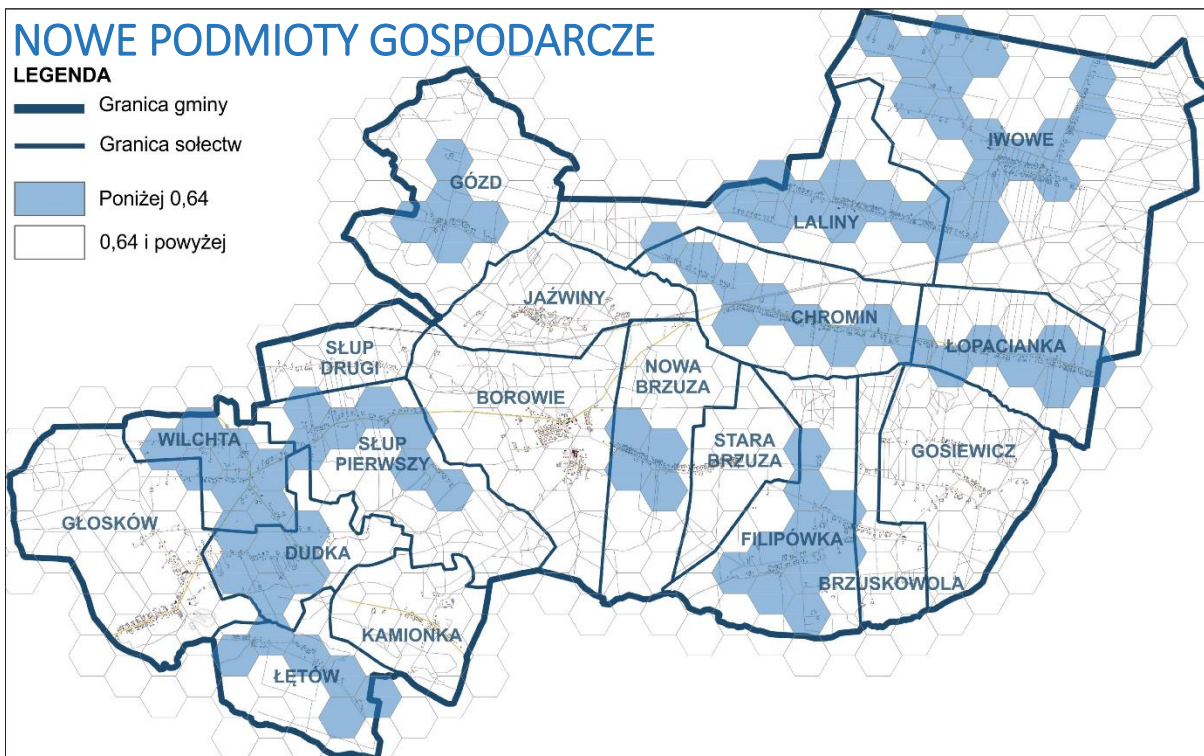 NOWE PODMIOTY GOSPODARCZE
LEGENDA
Granica gminy
Granica sołectw
Poniżej 0,64
0,64 i powyżej
IWOWE
GÓZD
LALINY
JAŹWINY
CHROMIN
ŁOPACIANKA
SŁUP
DRUGI
NOWA
BRZUZA
BOROWIE
WILCHTA
SŁUP
PIERWSZY
STARA
BRZUZA
GOŚIEWICZ
GŁOSKÓW
DUDKA
FILIPÓWKA
BRZUSKOWOLA
KAMIONKA
ŁĘTÓW